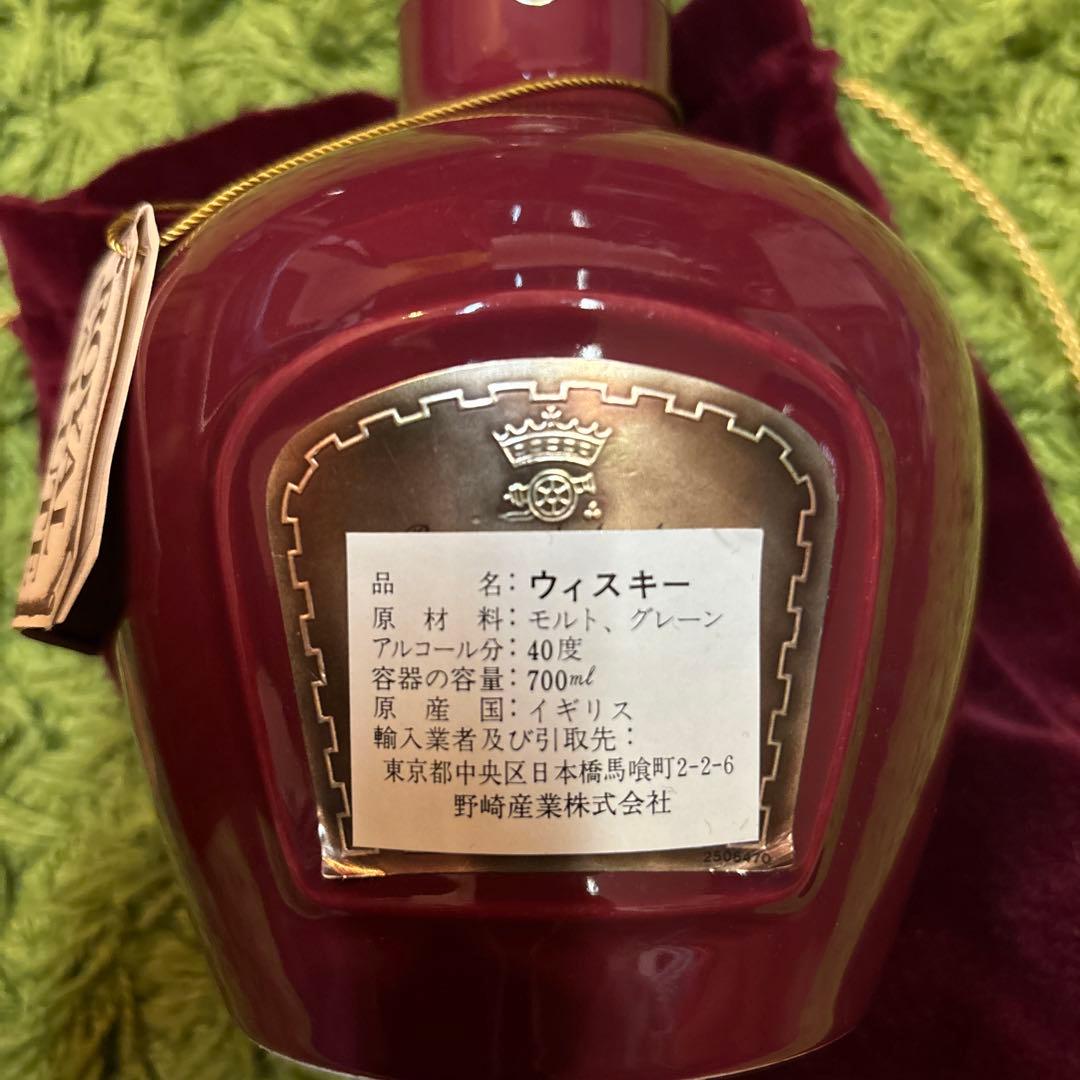 ROYAL
品名：ウィスキー
原材料：モルト、グレーン
アルコール分：40度
容器の容量：700ml
原産国：イギリス
輸入業者及び引取先：
東京都中央区日本橋馬喰町2-2-6
野崎産業株式会社
2506470